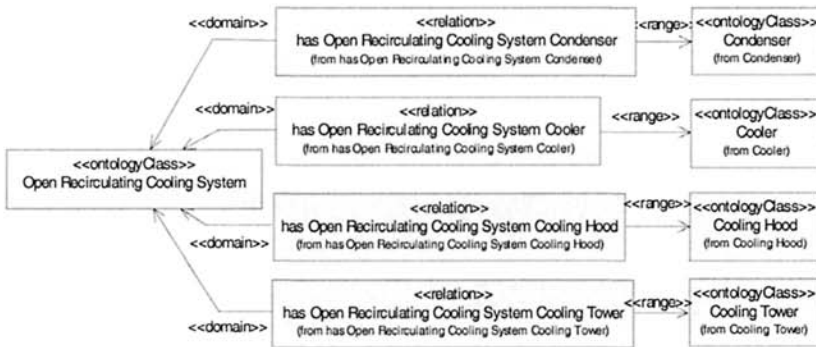 <<domain>>
<<relation>>
has Open Recirculating Cooling System Condenser
(from has Open Recirculating Cooling System Condenser)
<<range>>
<<ontologyClass>>
Condenser
(from Condenser)
<<domain>>
<<relation>>
has Open Recirculating Cooling System Cooler
(from has Open Recirculating Cooling System Cooler)
<<range>>
<<ontologyClass>>
Cooler
(from Cooler)
<<ontologyClass>>
Open Recirculating Cooling System
<<domain>>
<<relation>>
has Open Recirculating Cooling System Cooling Hood
(from has Open Recirculating Cooling System Cooling Hood)
<<range>>
<<ontologyClass>>
Cooling Hood
(from Cooling Hood)
<<domain>>
<<relation>>
has Open Recirculating Cooling System Cooling Tower
(from has Open Recirculating Cooling System Cooling Tower)
<<range>>
<<ontologyClass>>
Cooling Tower
(from Cooling Tower)